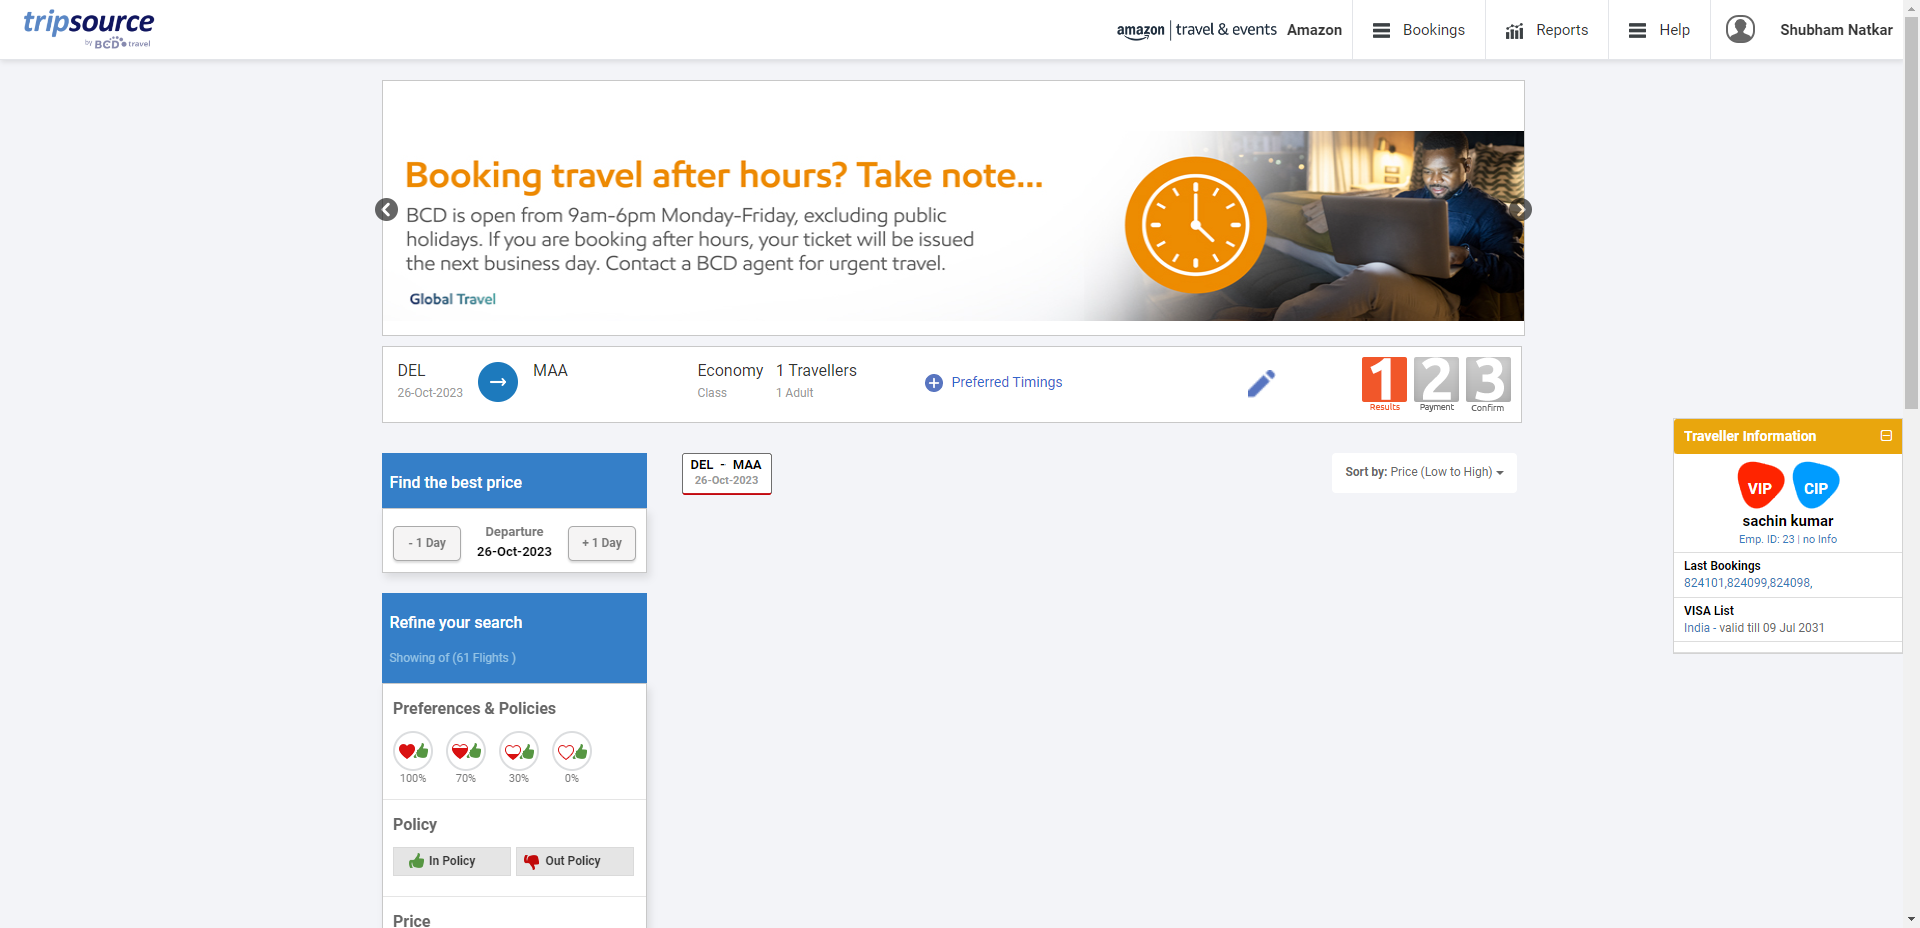 tripsource
by BCD travel
amazon | travel & events Amazon
Bookings
Reports
Help
Shubham Natkar
Booking travel after hours? Take note...
BCD is open from 9am-6pm Monday-Friday, excluding public
holidays. If you are booking after hours, your ticket will be issued
the next business day. Contact a BCD agent for urgent travel.
Global Travel
DEL
26-Oct-2023
MAA
Economy
Class
1 Travellers
1 Adult
Preferred Timings
1
Results
2
Payment
3
Confirm
Find the best price
- 1 Day
Departure
26-Oct-2023
+ 1 Day
DEL - MAA
26-Oct-2023
Sort by: Price (Low to High)
Refine your search
Showing of (61 Flights )
Preferences & Policies
100%
70%
30%
0%
Policy
In Policy
Out Policy
Price
Traveller Information
VIP
CIP
sachin kumar
Emp. ID: 23 | no Info
Last Bookings
824101,824099,824098,
VISA List
India - valid till 09 Jul 2031